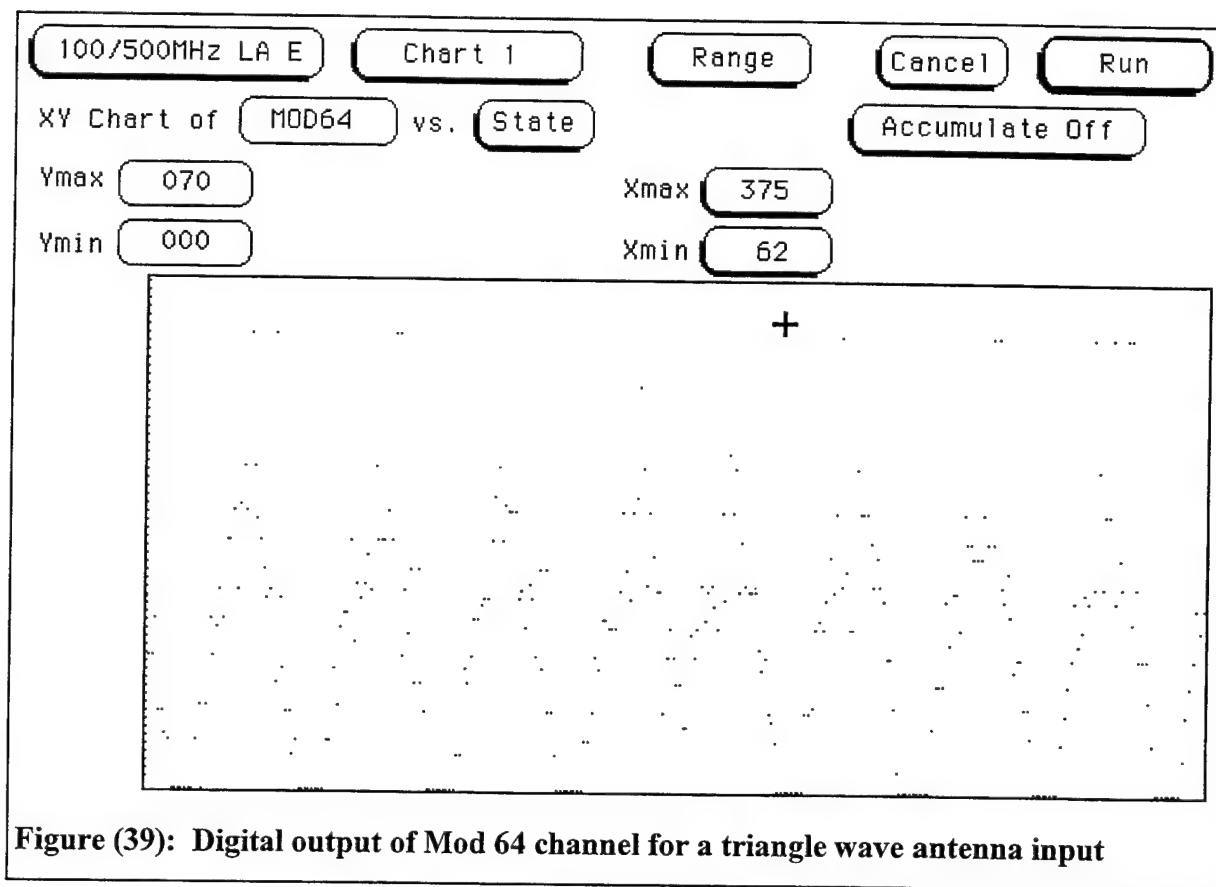 100/500MHz LA E Chart 1 Range Cancel Run
XY Chart of MOD64 vs. State Accumulate Off
Ymax 070 Xmax 375
Ymin 000 Xmin 62
Figure (39): Digital output of Mod 64 channel for a triangle wave antenna input